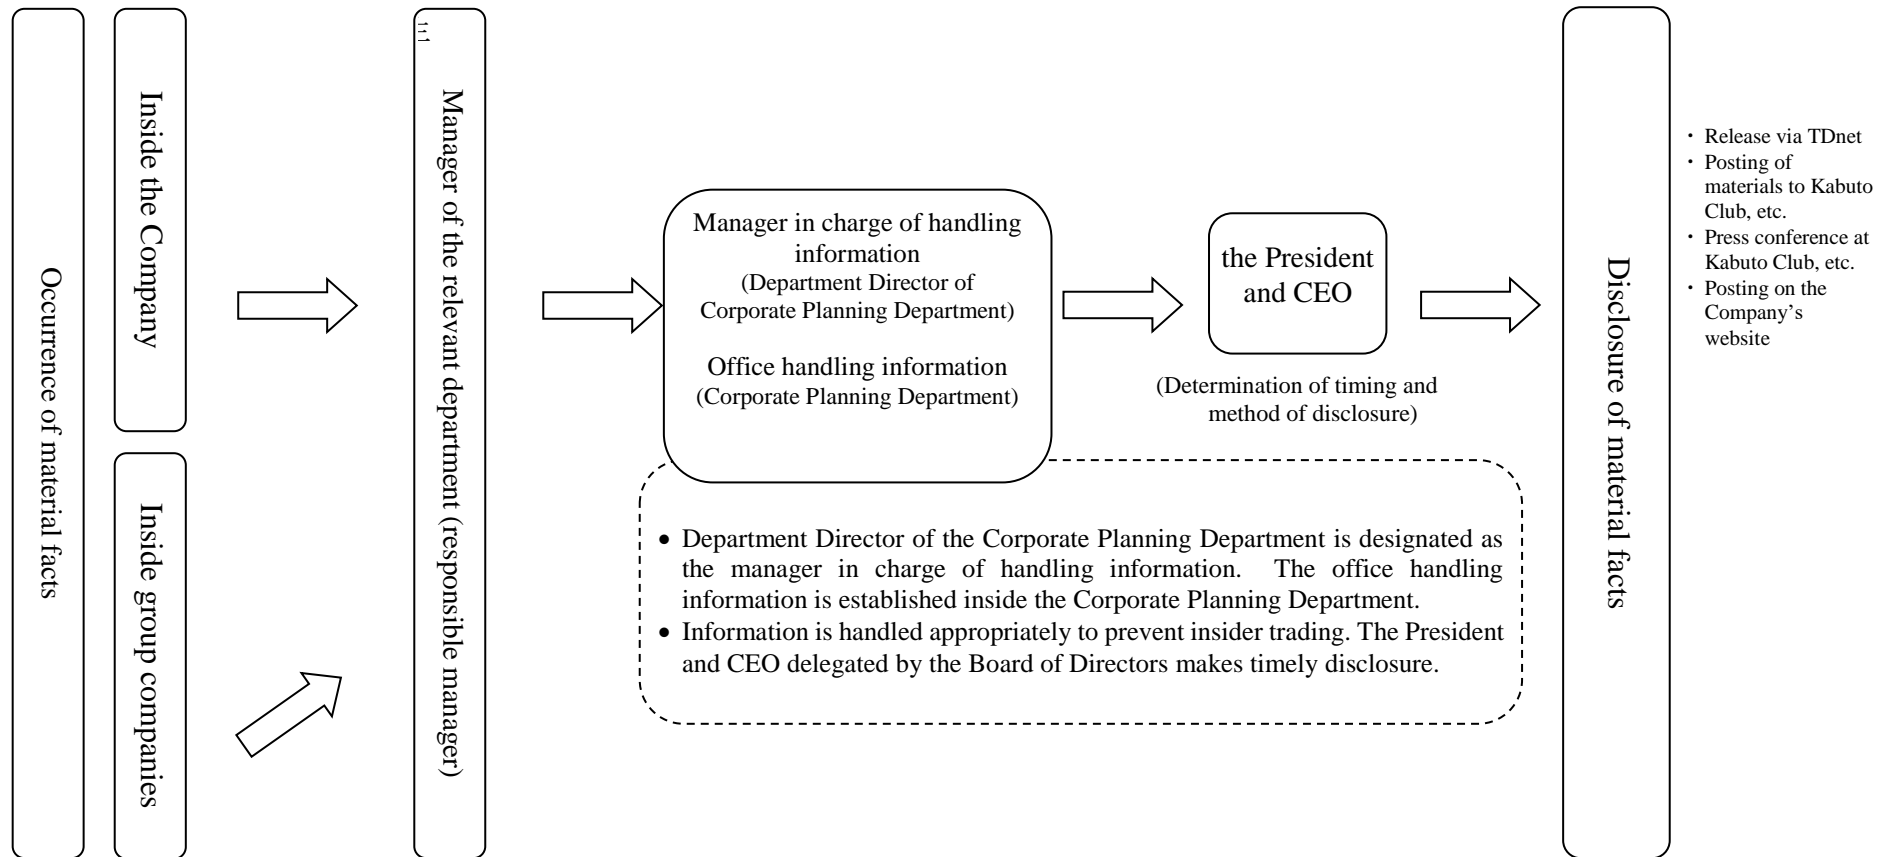 Occurrence of material facts
Inside the Company
Inside group companies
Manager of the relevant department (responsible manager)
Manager in charge of handling
information
(Department Director of
Corporate Planning Department)
Office handling information
(Corporate Planning Department)
the President
and CEO
(Determination of timing and
method of disclosure)
• Department Director of the Corporate Planning Department is designated as
the manager in charge of handling information. The office handling
information is established inside the Corporate Planning Department.
• Information is handled appropriately to prevent insider trading. The President
and CEO delegated by the Board of Directors makes timely disclosure.
Disclosure of material facts
・ Release via TDnet
・ Posting of
materials to Kabuto
Club, etc.
・ Press conference at
Kabuto Club, etc.
・ Posting on the
Company’s
website